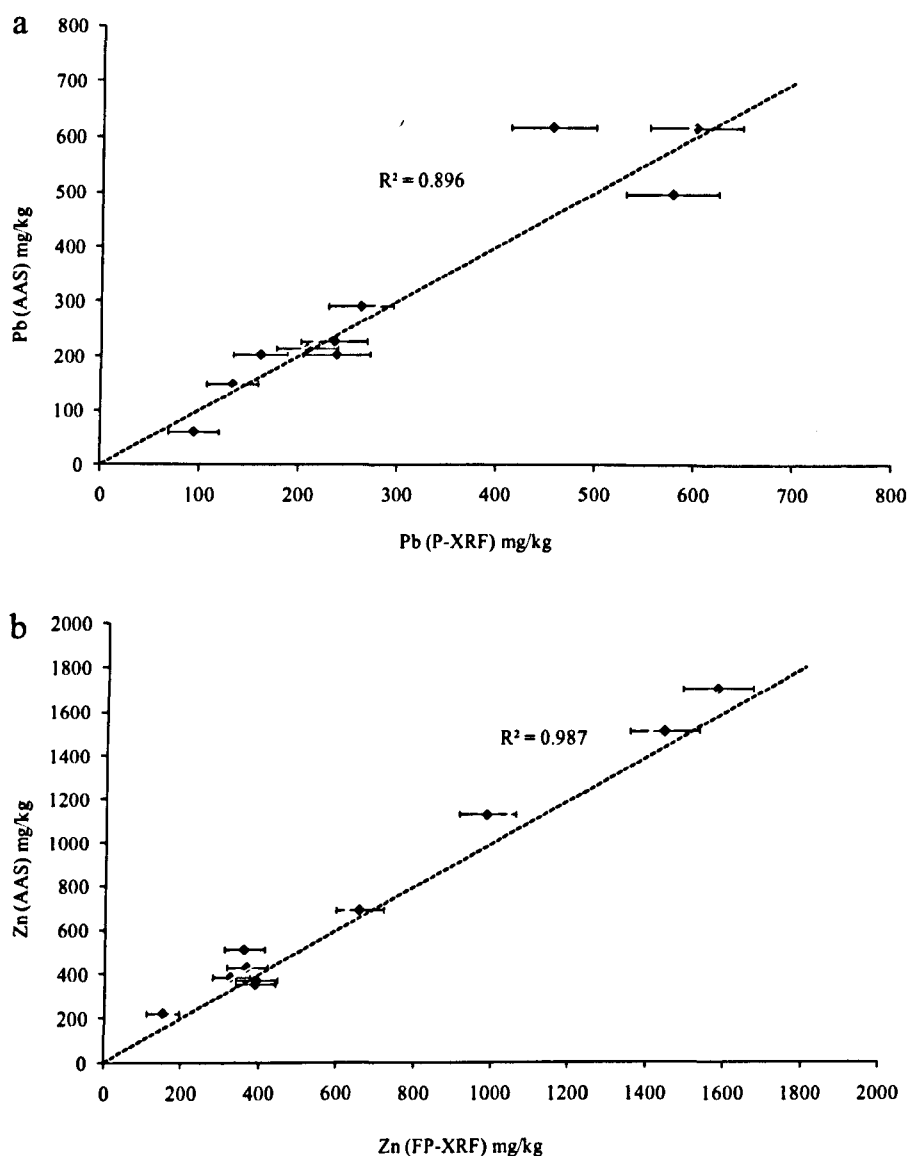 a
800
700
600
500
400
300
200
100
0
Pb (AAS) mg/kg
R² = 0.896
0 100 200 300 400 500 600 700 800
Pb (P-XRF) mg/kg
b
2000
1800
1600
1400
1200
1000
800
600
400
200
0
Zn (AAS) mg/kg
R² = 0.987
0 200 400 600 800 1000 1200 1400 1600 1800 2000
Zn (FP-XRF) mg/kg